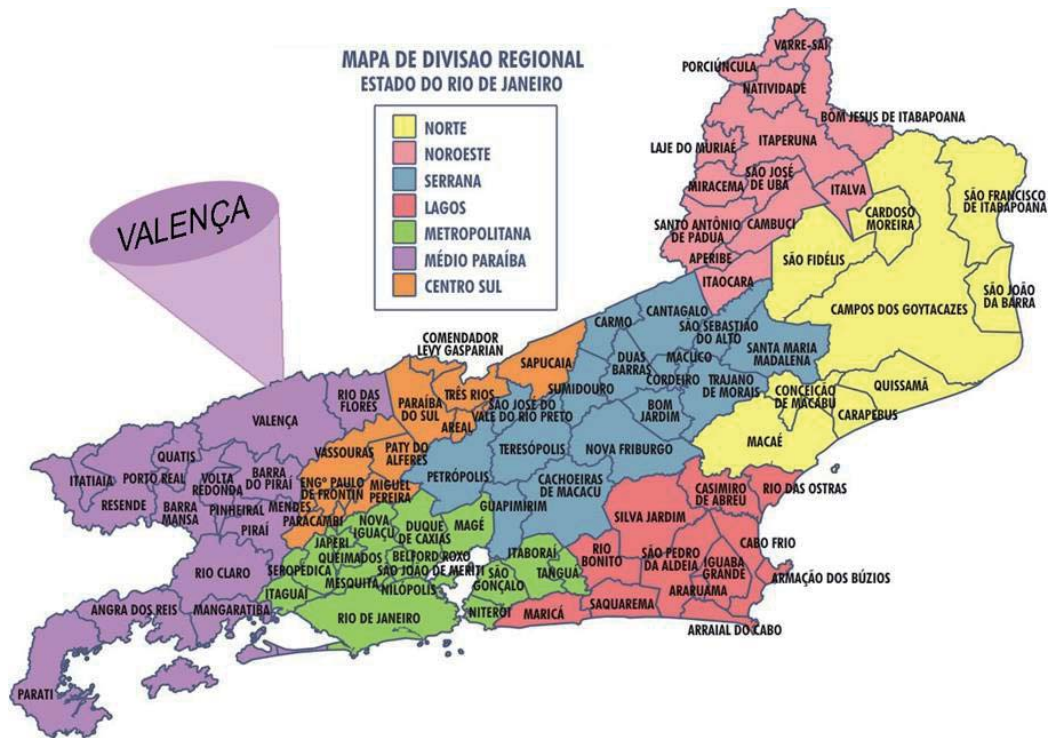 MAPA DE DIVISAO REGIONAL
ESTADO DO RIO DE JANEIRO
NORTE
NOROESTE
SERRANA
LAGOS
METROPOLITANA
MÉDIO PARAÍBA
CENTRO SUL
VALENÇA
VARRE-SAI
PORCIÚNCULA
NATIVIDADE
BOM JESUS DE ITABAPOANA
ITAPERUNA
LAJE DO MURIAÉ
SÃO JOSÉ
DE UBA
MIRACEMA
ITALVA
SANTO ANTÔNIO
DE PADUA
CAMBUCI
APERIBE
ITAOCARA
SÃO FRANCISCO
DE ITABAPOANA
CARDOSO
MOREIRA
SÃO FIDÉLIS
SÃO JOÃO
DA BARRA
CAMPOS DOS GOYTACAZES
QUISSAMÃ
CONCEIÇÃO
DE MACABU
CARAPEBUS
MACAÉ
CARMO
CANTAGALO
SÃO SEBASTIÃO
DO ALTO
SANTA MARIA
MADALENA
DUAS
BARRAS
MACUCO
CORDEIRO
TRAJANO
DE MORAIS
SUMIDOURO
BOM
JARDIM
SÃO JOSÉ DO
VALE DO RIO PRETO
TERESÓPOLIS
NOVA FRIBURGO
PETRÓPOLIS
CACHOEIRAS
DE MACACU
GUAPIMIRIM
COMENDADOR
LEVY GASPARIAN
SAPUCAIA
TRÊS RIOS
PARAÍBA
DO SUL
AREAL
VASSOURAS
PATY DO
ALFERES
ENGº PAULO
DE FRONTIN
MIGUEL
PEREIRA
MENDES
PARACAMBI
RIO DAS
FLORES
VALENÇA
QUATIS
ITATIAIA
PORTO REAL
VOLTA
REDONDA
BARRA
DO PIRAÍ
RESENDE
BARRA
MANSA
PINHEIRAL
PIRAÍ
RIO CLARO
ANGRA DOS REIS
MANGARATIBA
PARATI
NOVA
IGUAÇU
DUQUE
DE CAXIAS
MAGÉ
JAPERI
QUEIMADOS
BELFORD ROXO
SEROPEDICA
SÃO JOÃO DE MERITI
MESQUITA
NILÓPOLIS
ITAGUAÍ
RIO DE JANEIRO
ITABORAÍ
SÃO
GONÇALO
TANGUÁ
NITERÓI
CASIMIRO
DE ABREU
RIO DAS OSTRAS
SILVA JARDIM
RIO
BONITO
SÃO PEDRO
DA ALDEIA
CABO FRIO
IGUABA
GRANDE
ARMAÇÃO DOS BÚZIOS
ARARUAMA
SAQUAREMA
MARICÁ
ARRAIAL DO CABO